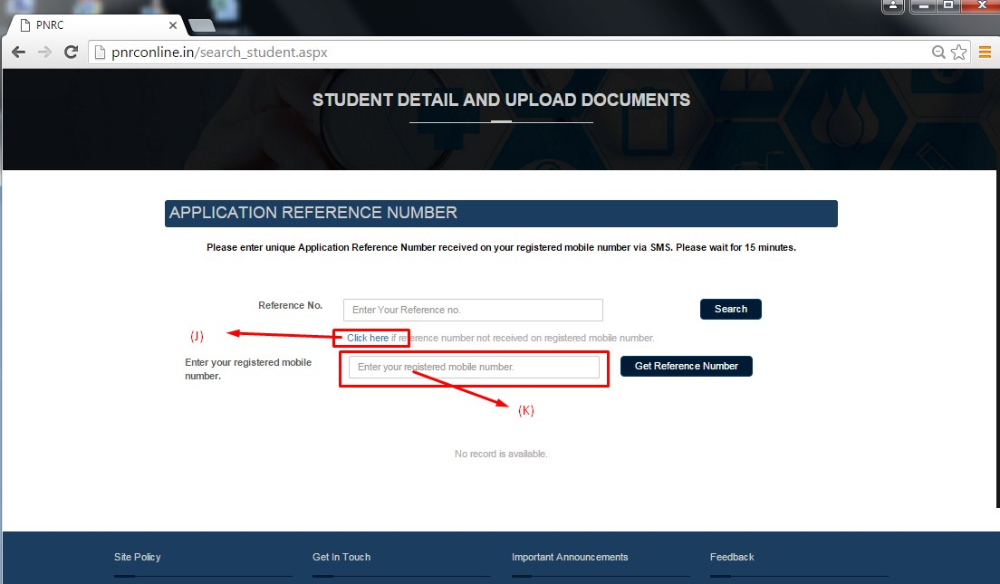 PNRC
pnrconline.in/search_student.aspx
STUDENT DETAIL AND UPLOAD DOCUMENTS
APPLICATION REFERENCE NUMBER
Please enter unique Application Reference Number received on your registered mobile number via SMS. Please wait for 15 minutes.
Reference No.
Enter Your Reference no.
Search
(J)
Click here if reference number not received on registered mobile number.
Enter your registered mobile number.
Enter your registered mobile number.
Get Reference Number
(K)
No record is available.
Site Policy
Get In Touch
Important Announcements
Feedback